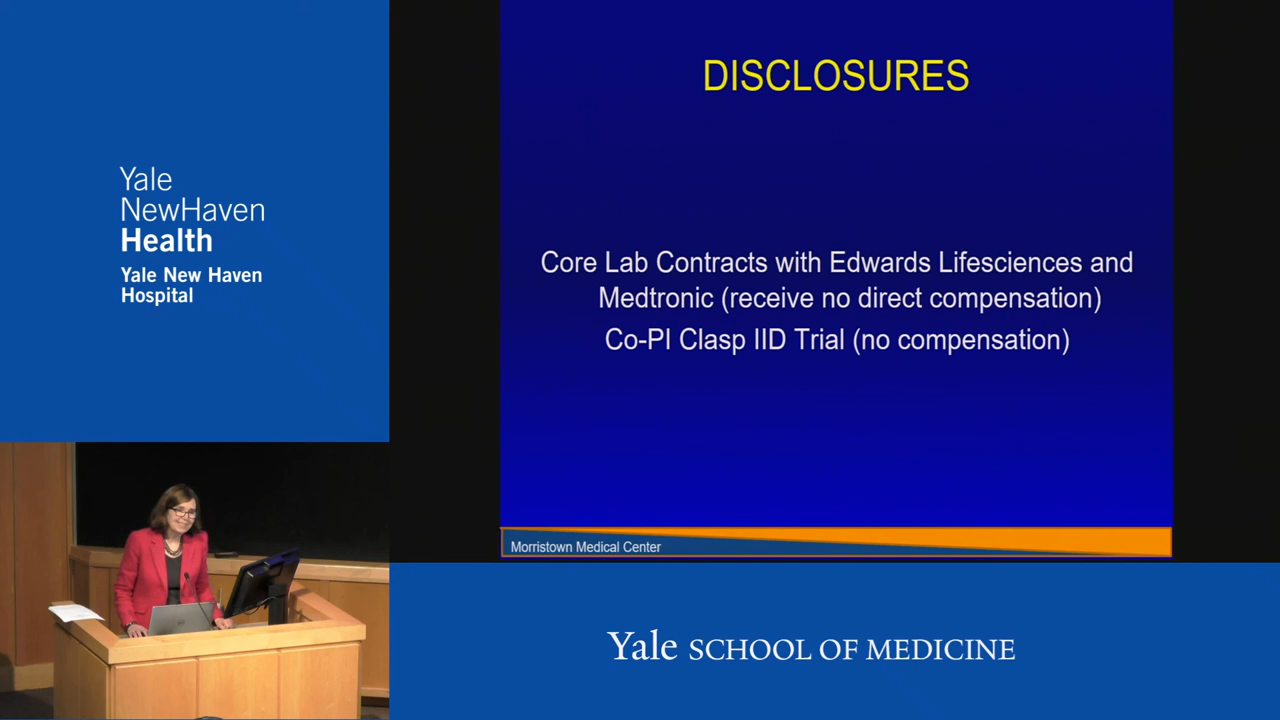 Yale
NewHaven
Health
Yale New Haven
Hospital
DISCLOSURES
Core Lab Contracts with Edwards Lifesciences and
Medtronic (receive no direct compensation)
Co-PI Clasp IID Trial (no compensation)
Morristown Medical Center
Yale SCHOOL OF MEDICINE